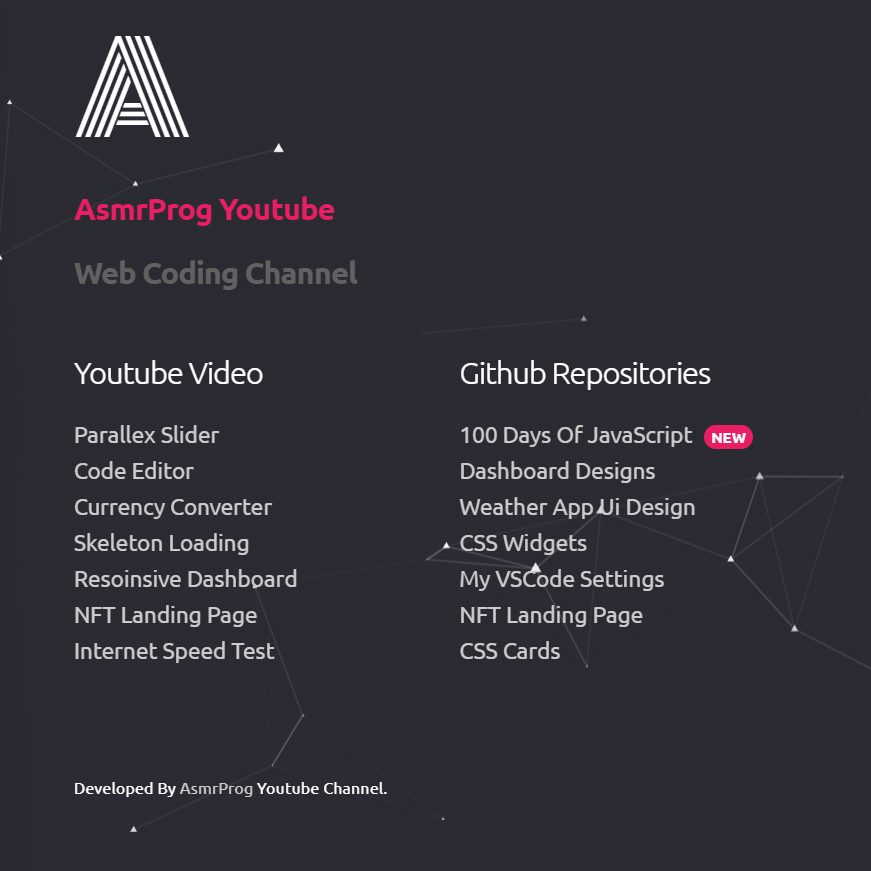 A
AsmrProg Youtube
Web Coding Channel
Youtube Video
Parallex Slider
Code Editor
Currency Converter
Skeleton Loading
Resoinsive Dashboard
NFT Landing Page
Internet Speed Test
Github Repositories
100 Days Of JavaScript NEW
Dashboard Designs
Weather App Ui Design
CSS Widgets
My VSCode Settings
NFT Landing Page
CSS Cards
Developed By AsmrProg Youtube Channel.